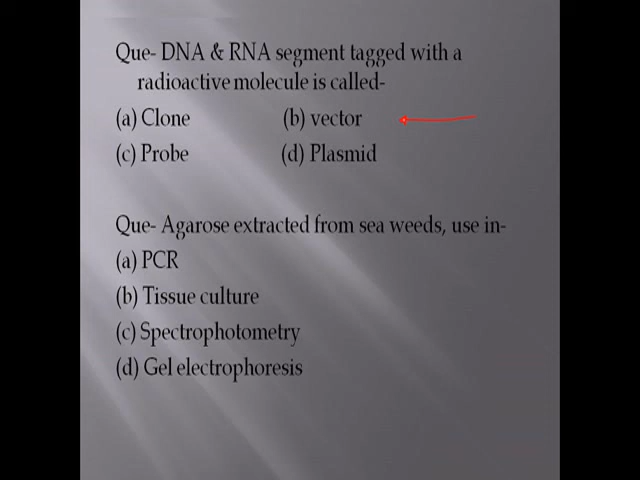 Que- DNA & RNA segment tagged with a
radioactive molecule is called-
(a) Clone (b) vector
(c) Probe (d) Plasmid
Que- Agarose extracted from sea weeds, use in-
(a) PCR
(b) Tissue culture
(c) Spectrophotometry
(d) Gel electrophoresis